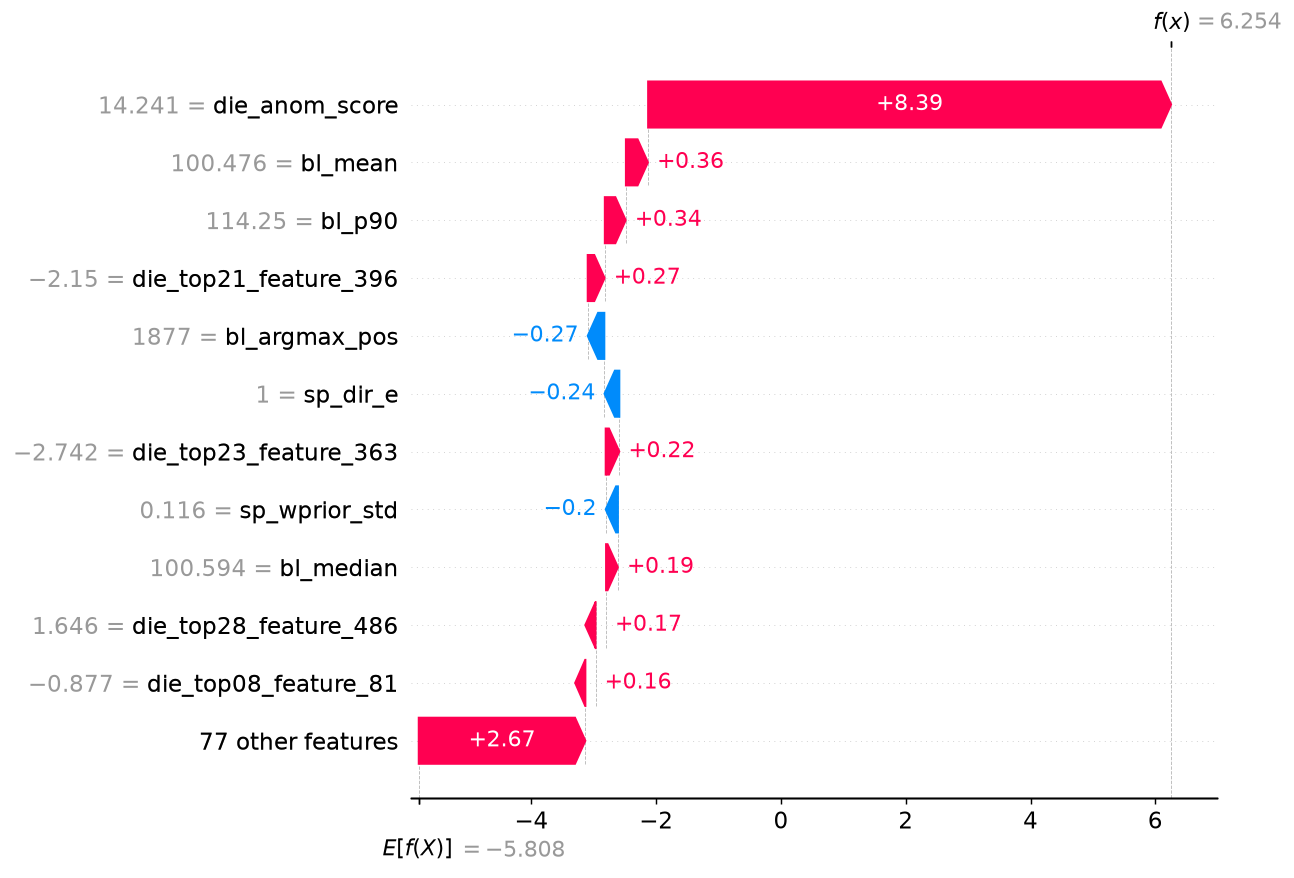 f(x) = 6.254
14.241 = die_anom_score
+8.39
100.476 = bl_mean
+0.36
114.25 = bl_p90
+0.34
−2.15 = die_top21_feature_396
+0.27
1877 = bl_argmax_pos
−0.27
1 = sp_dir_e
−0.24
−2.742 = die_top23_feature_363
+0.22
0.116 = sp_wprior_std
−0.2
100.594 = bl_median
+0.19
1.646 = die_top28_feature_486
+0.17
−0.877 = die_top08_feature_81
+0.16
77 other features
+2.67
−4 −2 0 2 4 6
E[f(X)] = −5.808